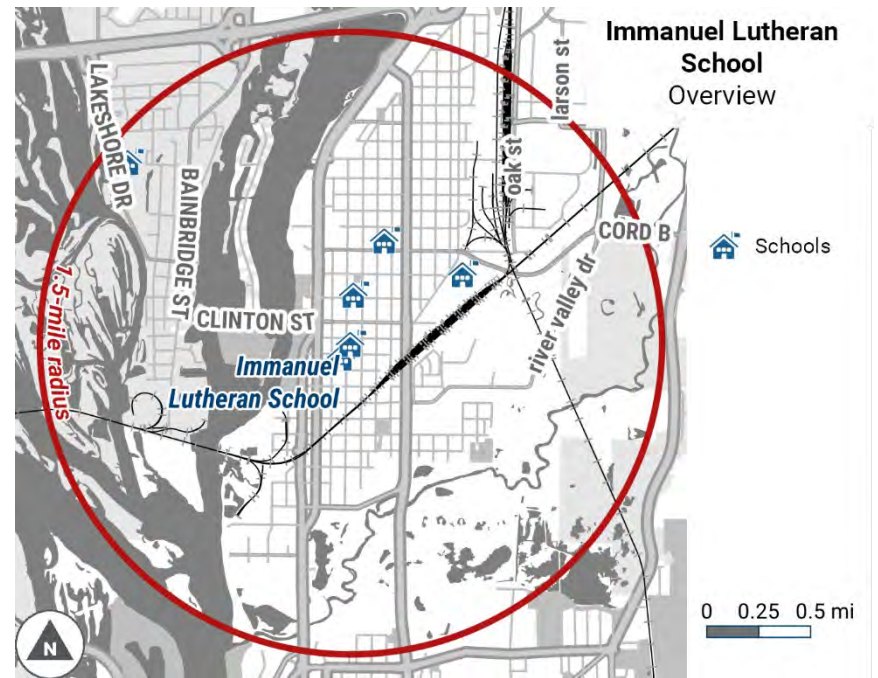 Immanuel Lutheran
School
Overview
LAKESHORE DR
BAINBRIDGE ST
larson st
oak st
CORD B
Schools
river valley dr
1.5-mile radius
CLINTON ST
Immanuel
Lutheran School
0 0.25 0.5 mi
N